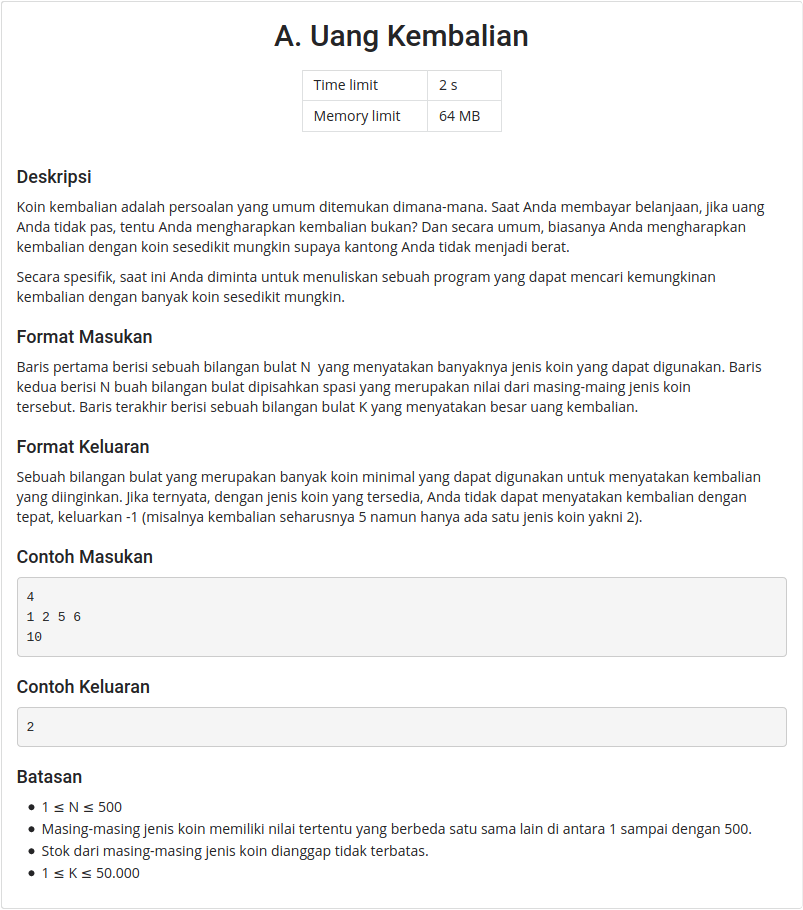 A. Uang Kembalian
Time limit 2 s
Memory limit 64 MB
Deskripsi
Koin kembalian adalah persoalan yang umum ditemukan dimana-mana. Saat Anda membayar belanjaan, jika uang
Anda tidak pas, tentu Anda mengharapkan kembalian bukan? Dan secara umum, biasanya Anda mengharapkan
kembalian dengan koin sesedikit mungkin supaya kantong Anda tidak menjadi berat.
Secara spesifik, saat ini Anda diminta untuk menuliskan sebuah program yang dapat mencari kemungkinan
kembalian dengan banyak koin sesedikit mungkin.
Format Masukan
Baris pertama berisi sebuah bilangan bulat N  yang menyatakan banyaknya jenis koin yang dapat digunakan. Baris
kedua berisi N buah bilangan bulat dipisahkan spasi yang merupakan nilai dari masing-maing jenis koin
tersebut. Baris terakhir berisi sebuah bilangan bulat K yang menyatakan besar uang kembalian.
Format Keluaran
Sebuah bilangan bulat yang merupakan banyak koin minimal yang dapat digunakan untuk menyatakan kembalian
yang diinginkan. Jika ternyata, dengan jenis koin yang tersedia, Anda tidak dapat menyatakan kembalian dengan
tepat, keluarkan -1 (misalnya kembalian seharusnya 5 namun hanya ada satu jenis koin yakni 2).
Contoh Masukan
4
1 2 5 6
10
Contoh Keluaran
2
Batasan
• 1 ≤ N ≤ 500
• Masing-masing jenis koin memiliki nilai tertentu yang berbeda satu sama lain di antara 1 sampai dengan 500.
• Stok dari masing-masing jenis koin dianggap tidak terbatas.
• 1 ≤ K ≤ 50.000